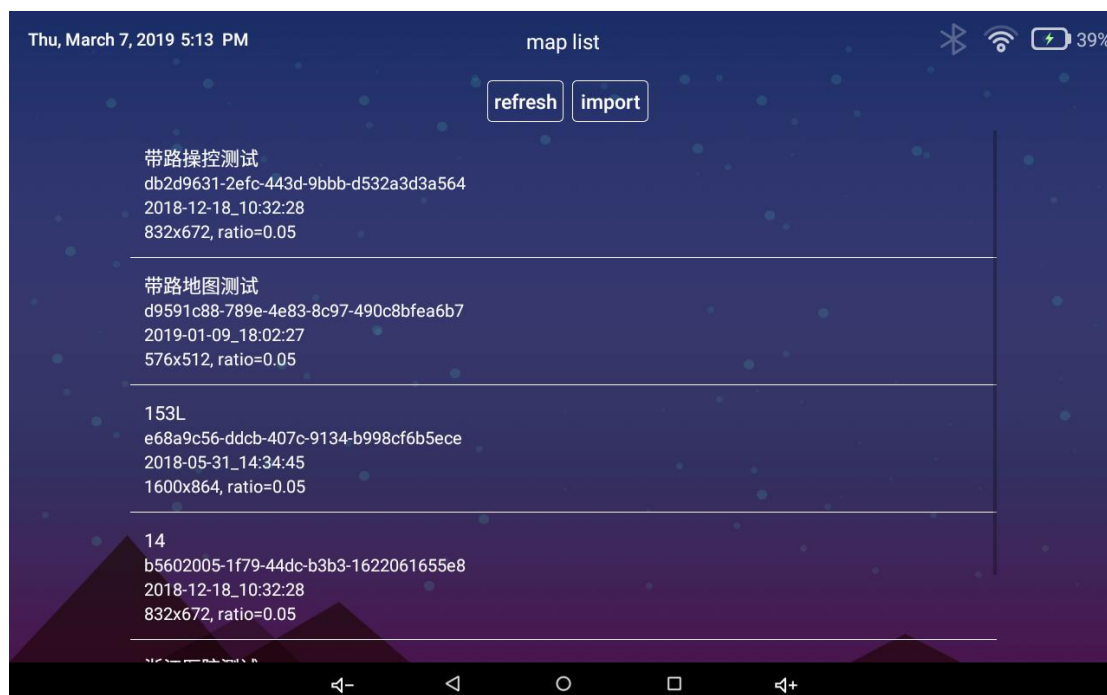 Thu, March 7, 2019 5:13 PM
map list
39%
refresh import
带路操控测试
db2d9631-2efc-443d-9bbb-d532a3d3a564
2018-12-18_10:32:28
832x672, ratio=0.05
带路地图测试
d9591c88-789e-4e83-8c97-490c8bfea6b7
2019-01-09_18:02:27
576x512, ratio=0.05
153L
e68a9c56-ddcb-407c-9134-b998cf6b5ece
2018-05-31_14:34:45
1600x864, ratio=0.05
14
b5602005-1f79-44dc-b3b3-1622061655e8
2018-12-18_10:32:28
832x672, ratio=0.05